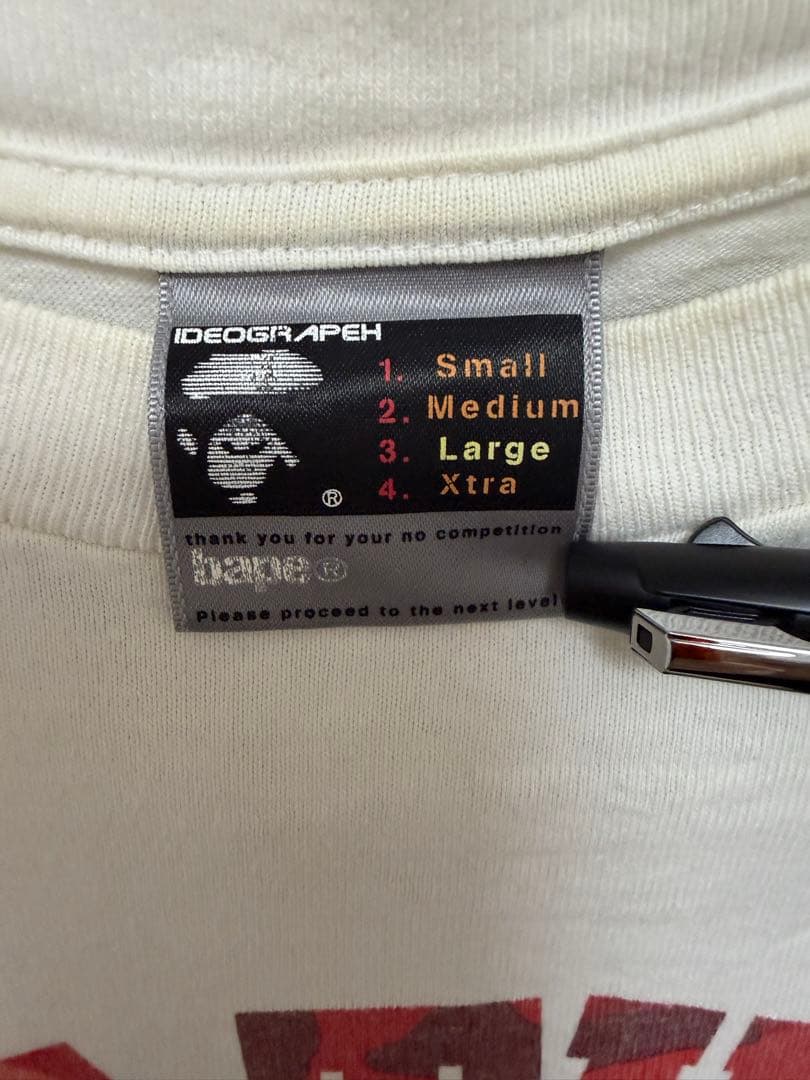 IDEOGRAPEH
1. Small
2. Medium
3. Large
4. Xtra
®
thank you for your no competition
bape®
Please proceed to the next level